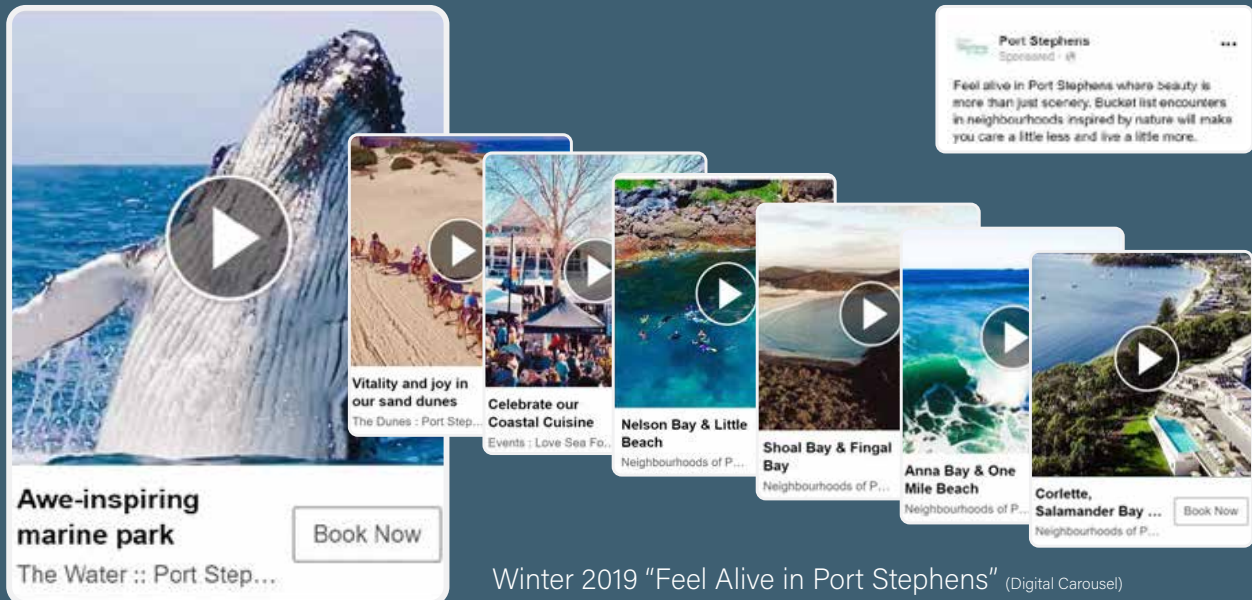 Port Stephens
Sponsored ·
Feel alive in Port Stephens where beauty is
more than just scenery. Bucket list encounters
in neighbourhoods inspired by nature will make
you care a little less and live a little more.
Awe-inspiring
marine park
The Water :: Port Step...
Book Now
Vitality and joy in
our sand dunes
The Dunes : Port Step...
Celebrate our
Coastal Cuisine
Events : Love Sea Fo...
Nelson Bay & Little
Beach
Neighbourhoods of P...
Shoal Bay & Fingal
Bay
Neighbourhoods of P...
Anna Bay & One
Mile Beach
Neighbourhoods of P...
Corlette,
Salamander Bay ...
Neighbourhoods of P...
Book Now
Winter 2019 “Feel Alive in Port Stephens” (Digital Carousel)